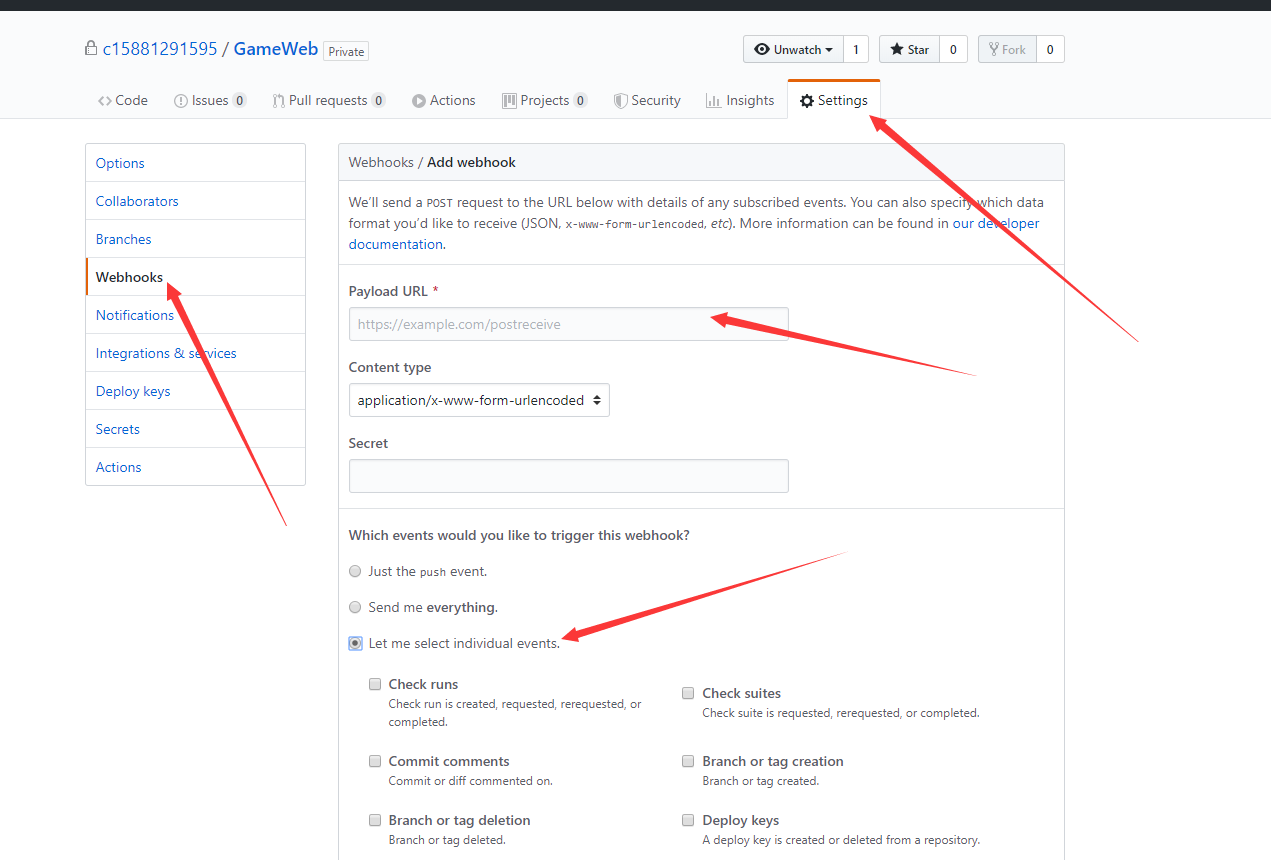 c15881291595 / GameWeb Private
Unwatch 1 Star 0 Fork 0
Code Issues 0 Pull requests 0 Actions Projects 0 Security Insights Settings
Options
Collaborators
Branches
Webhooks
Notifications
Integrations & services
Deploy keys
Secrets
Actions
Webhooks / Add webhook
We'll send a POST request to the URL below with details of any subscribed events. You can also specify which data
format you'd like to receive (JSON, x-www-form-urlencoded, etc). More information can be found in our developer
documentation.
Payload URL *
https://example.com/postreceive
Content type
application/x-www-form-urlencoded
Secret
Which events would you like to trigger this webhook?
Just the push event.
Send me everything.
Let me select individual events.
Check runs
Check run is created, requested, rerequested, or
completed.
Check suites
Check suite is requested, rerequested, or completed.
Commit comments
Commit or diff commented on.
Branch or tag creation
Branch or tag created.
Branch or tag deletion
Branch or tag deleted.
Deploy keys
A deploy key is created or deleted from a repository.